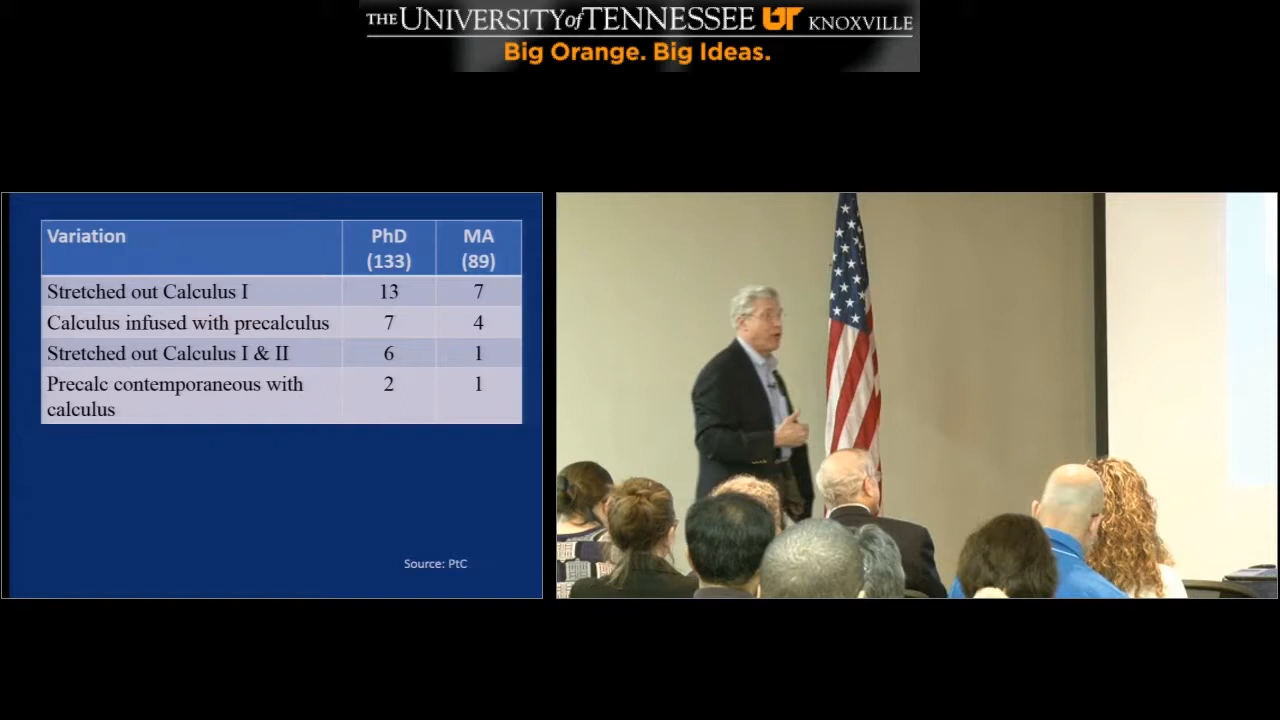 THE UNIVERSITY of TENNESSEE UT KNOXVILLE
Big Orange. Big Ideas.
Variation PhD (133) MA (89)
Stretched out Calculus I 13 7
Calculus infused with precalculus 7 4
Stretched out Calculus I & II 6 1
Precalc contemporaneous with calculus 2 1
Source: PtC